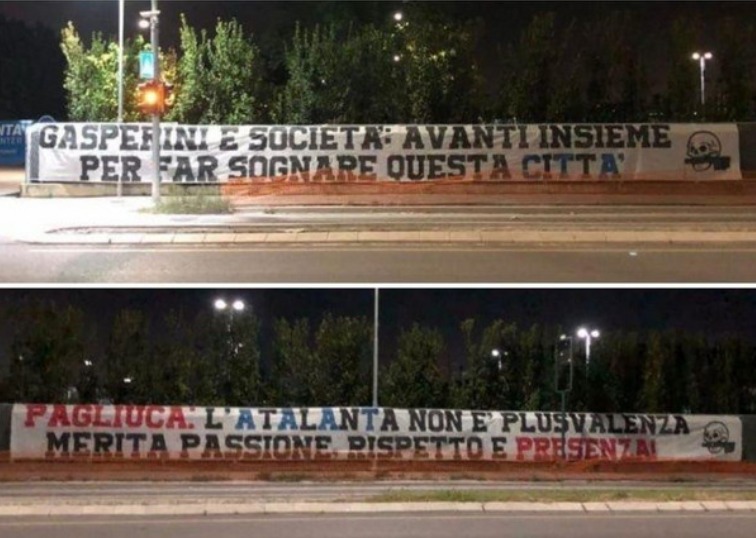 GASPERINI E SOCIETA': AVANTI INSIEME
PER FAR SOGNARE QUESTA CITTA'
PAGLIUCA: L'ATALANTA NON E' PLUSVALENZA
MERITA PASSIONE, RISPETTO E PRESENZA!